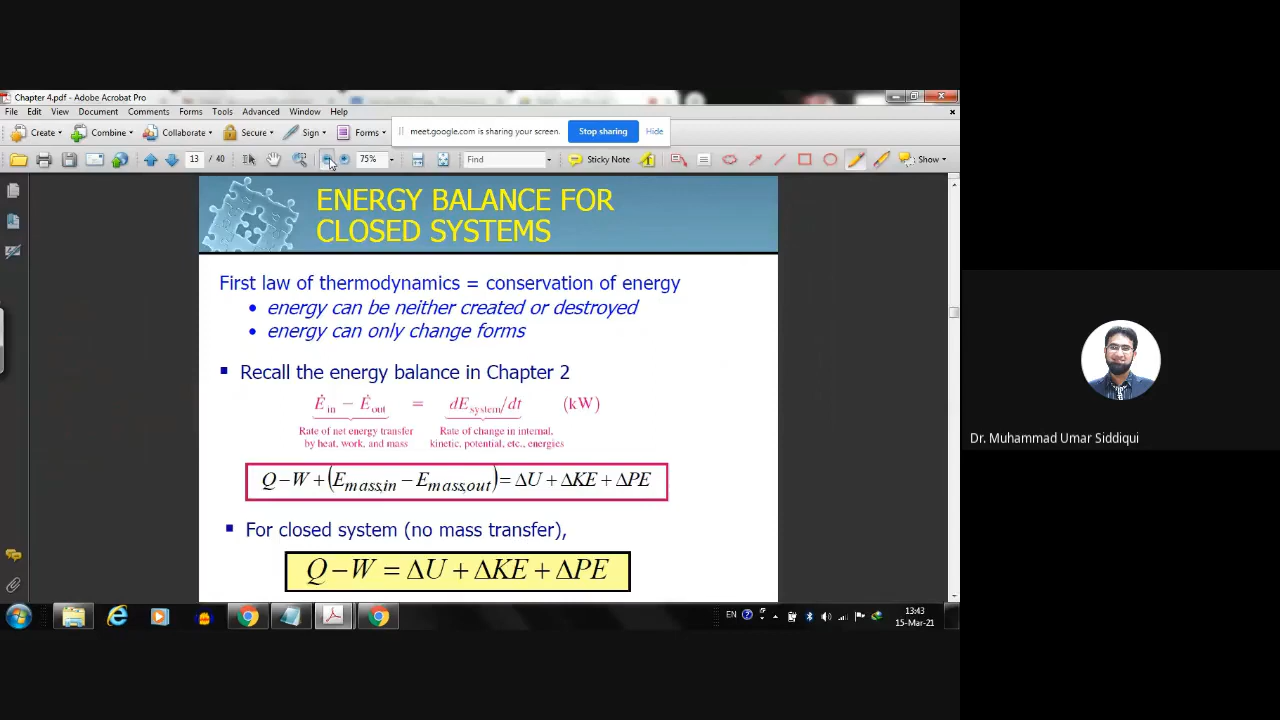 Chapter 4.pdf - Adobe Acrobat Pro
File Edit View Document Comments Forms Tools Advanced Window Help
Create Combine Collaborate Secure Sign Forms
meet.google.com is sharing your screen. Stop sharing Hide
13 / 40 75% Find Sticky Note Show
ENERGY BALANCE FOR
CLOSED SYSTEMS
First law of thermodynamics = conservation of energy
• energy can be neither created or destroyed
• energy can only change forms
▪ Recall the energy balance in Chapter 2
Ėin − Ėout = dEsystem/dt (kW)
Rate of net energy transfer by heat, work, and mass
Rate of change in internal, kinetic, potential, etc., energies
Q − W + (Emass,in − Emass,out) = ΔU + ΔKE + ΔPE
▪ For closed system (no mass transfer),
Q − W = ΔU + ΔKE + ΔPE
Dr. Muhammad Umar Siddiqui
EN 13:43
15-Mar-21